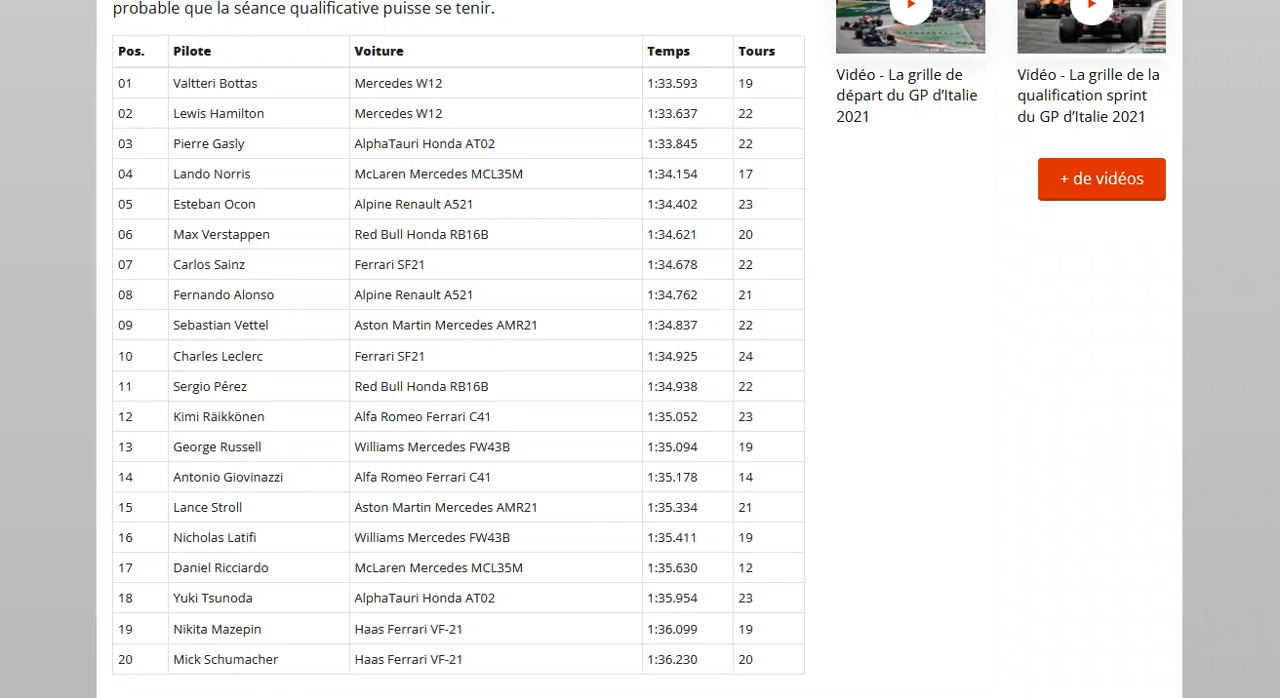 probable que la séance qualificative puisse se tenir.
Pos. Pilote Voiture Temps Tours
01 Valtteri Bottas Mercedes W12 1:33.593 19
02 Lewis Hamilton Mercedes W12 1:33.637 22
03 Pierre Gasly AlphaTauri Honda AT02 1:33.845 22
04 Lando Norris McLaren Mercedes MCL35M 1:34.154 17
05 Esteban Ocon Alpine Renault A521 1:34.402 23
06 Max Verstappen Red Bull Honda RB16B 1:34.621 20
07 Carlos Sainz Ferrari SF21 1:34.678 22
08 Fernando Alonso Alpine Renault A521 1:34.762 21
09 Sebastian Vettel Aston Martin Mercedes AMR21 1:34.837 22
10 Charles Leclerc Ferrari SF21 1:34.925 24
11 Sergio Pérez Red Bull Honda RB16B 1:34.938 22
12 Kimi Räikkönen Alfa Romeo Ferrari C41 1:35.052 23
13 George Russell Williams Mercedes FW43B 1:35.094 19
14 Antonio Giovinazzi Alfa Romeo Ferrari C41 1:35.178 14
15 Lance Stroll Aston Martin Mercedes AMR21 1:35.334 21
16 Nicholas Latifi Williams Mercedes FW43B 1:35.411 19
17 Daniel Ricciardo McLaren Mercedes MCL35M 1:35.630 12
18 Yuki Tsunoda AlphaTauri Honda AT02 1:35.954 23
19 Nikita Mazepin Haas Ferrari VF-21 1:36.099 19
20 Mick Schumacher Haas Ferrari VF-21 1:36.230 20
Vidéo - La grille de
départ du GP d’Italie
2021
Vidéo - La grille de la
qualification sprint
du GP d’Italie 2021
+ de vidéos